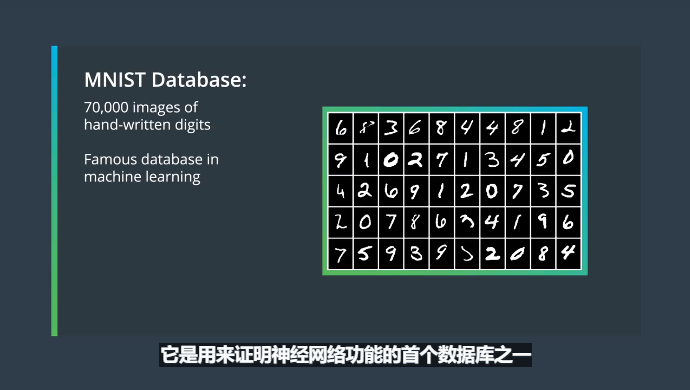 MNIST Database:
70,000 images of
hand-written digits
Famous database in
machine learning
6 8 3 6 8 4 4 8 1 2
9 1 0 2 7 1 3 4 5 0
4 2 6 9 1 2 0 7 3 5
2 0 7 8 6 4 1 9 6
7 5 9 3 9 2 0 8 4
它是用来证明神经网络功能的首个数据库之一